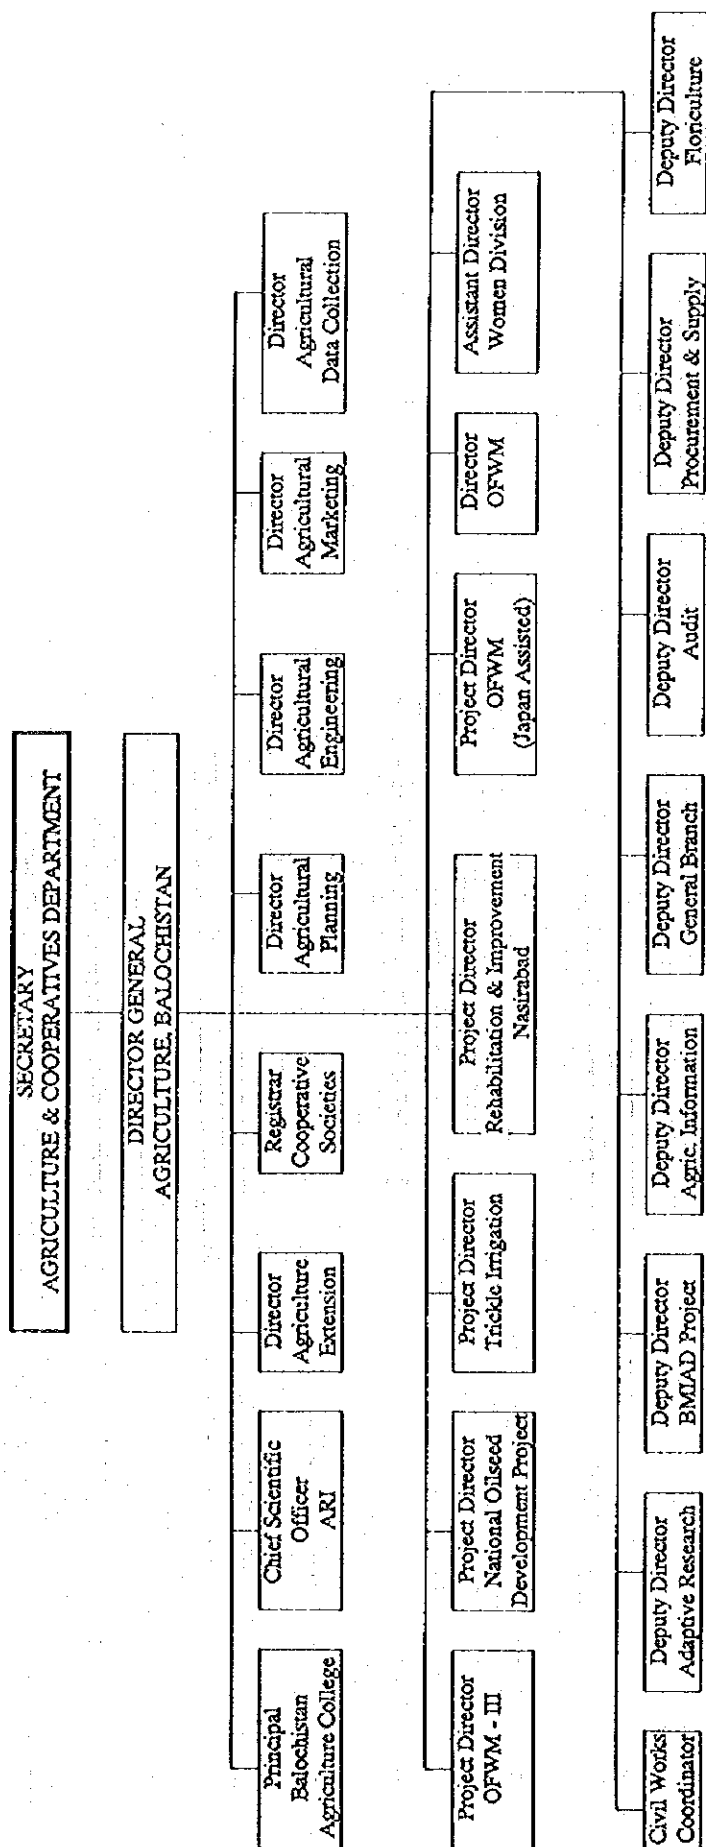 SECRETARY
AGRICULTURE & COOPERATIVES DEPARTMENT
DIRECTOR GENERAL
AGRICULTURE, BALOCHISTAN
Principal
Balochistan
Agriculture College
Chief Scientific
Officer
ARI
Director
Agriculture
Extension
Registrar
Cooperative
Societies
Director
Agricultural
Planning
Director
Agricultural
Engineering
Director
Agricultural
Marketing
Director
Agricultural
Data Collection
Project Director
OFWM - III
Project Director
National Oilseed
Development Project
Project Director
Trickle Irrigation
Project Director
Rehabilitation & Improvement
Nasirabad
Project Director
OFWM
(Japan Assisted)
Director
OFWM
Assistant Director
Women Division
Civil Works
Coordinator
Deputy Director
Adaptive Research
Deputy Director
BMIAD Project
Deputy Director
Agric. Information
Deputy Director
General Branch
Deputy Director
Audit
Deputy Director
Procurement & Supply
Deputy Director
Floriculture